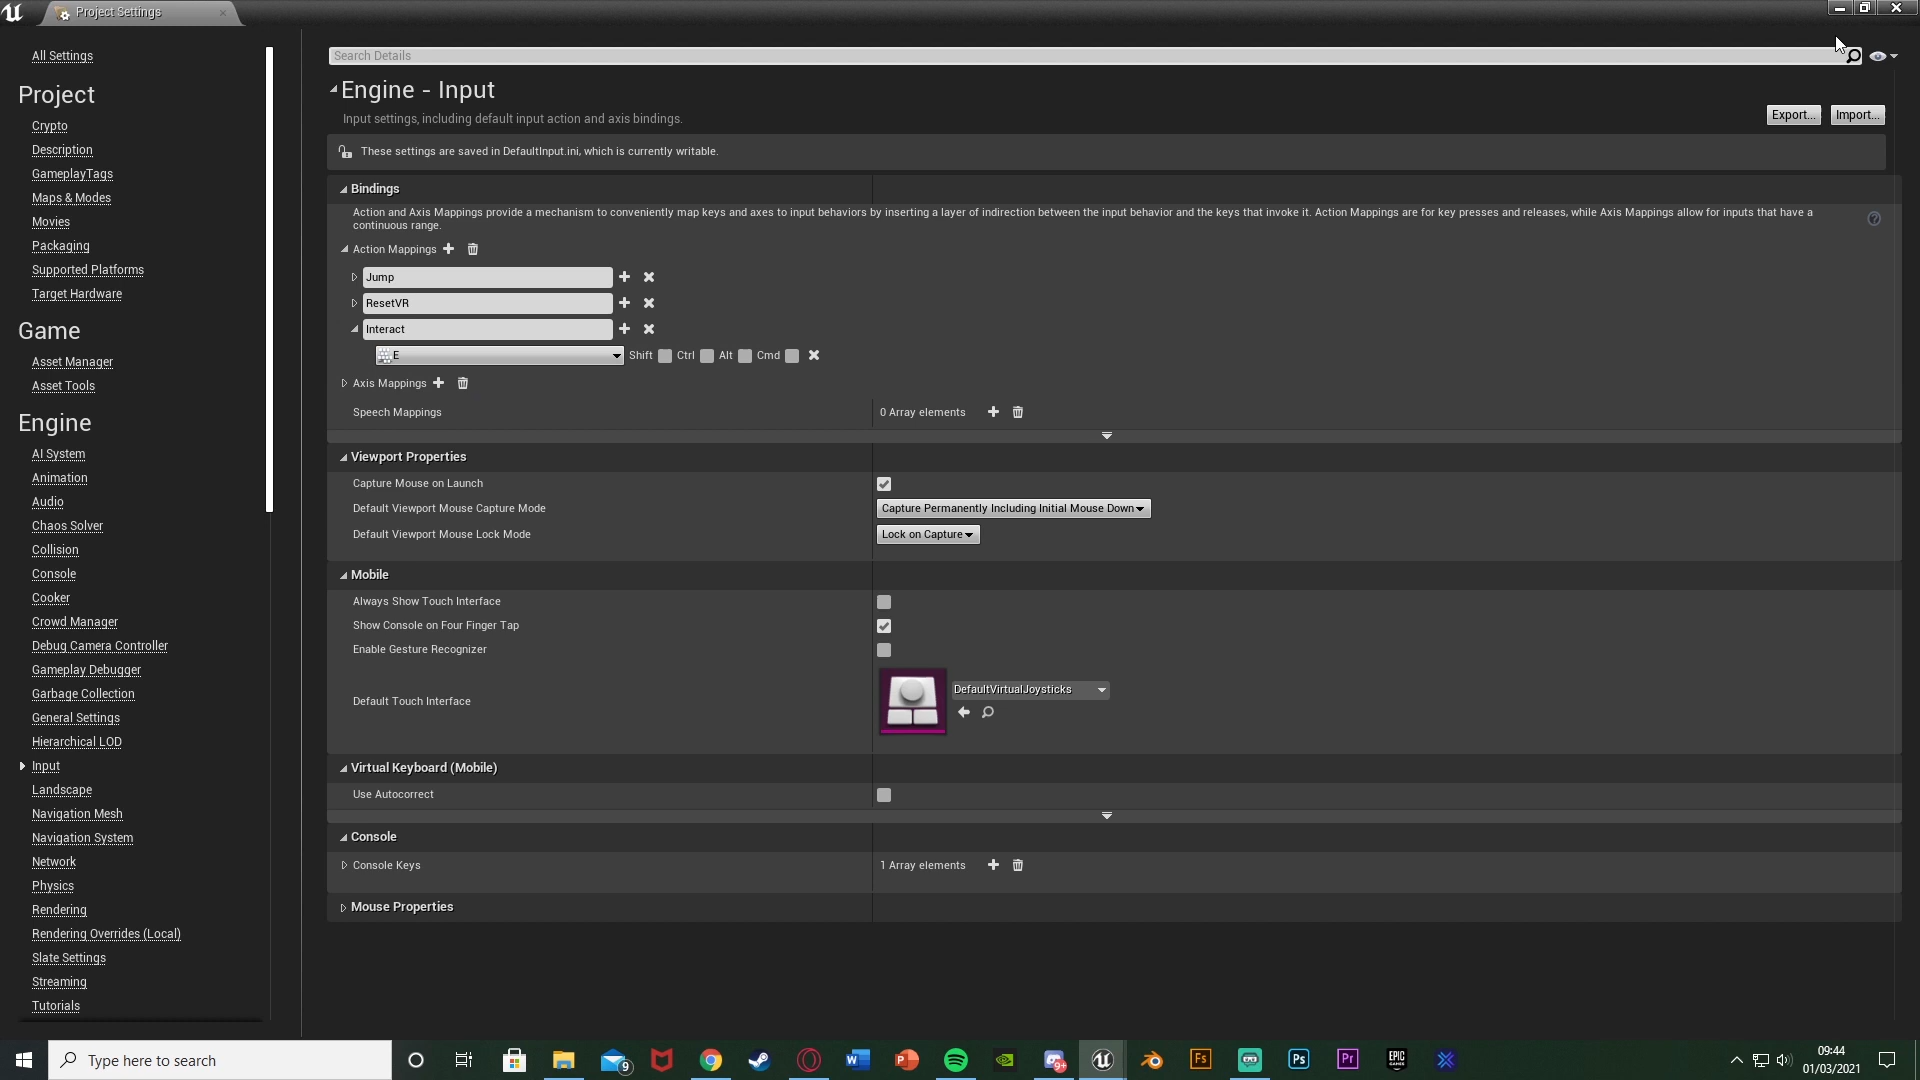 Project Settings
All Settings
Project
Crypto
Description
GameplayTags
Maps & Modes
Movies
Packaging
Supported Platforms
Target Hardware
Game
Asset Manager
Asset Tools
Engine
AI System
Animation
Audio
Chaos Solver
Collision
Console
Cooker
Crowd Manager
Debug Camera Controller
Gameplay Debugger
Garbage Collection
General Settings
Hierarchical LOD
Input
Landscape
Navigation Mesh
Navigation System
Network
Physics
Rendering
Rendering Overrides (Local)
Slate Settings
Streaming
Tutorials
Search Details
Engine - Input
Input settings, including default input action and axis bindings.
Export...
Import...
These settings are saved in DefaultInput.ini, which is currently writable.
Bindings
Action and Axis Mappings provide a mechanism to conveniently map keys and axes to input behaviors by inserting a layer of indirection between the input behavior and the keys that invoke it. Action Mappings are for key presses and releases, while Axis Mappings allow for inputs that have a
continuous range.
Action Mappings
Jump
ResetVR
Interact
E Shift Ctrl Alt Cmd
Axis Mappings
Speech Mappings 0 Array elements
Viewport Properties
Capture Mouse on Launch
Default Viewport Mouse Capture Mode Capture Permanently Including Initial Mouse Down
Default Viewport Mouse Lock Mode Lock on Capture
Mobile
Always Show Touch Interface
Show Console on Four Finger Tap
Enable Gesture Recognizer
Default Touch Interface DefaultVirtualJoysticks
Virtual Keyboard (Mobile)
Use Autocorrect
Console
Console Keys 1 Array elements
Mouse Properties
Type here to search
9
W
P
9+
Fs
Ps
Pr
EPIC GAMES
09:44
01/03/2021